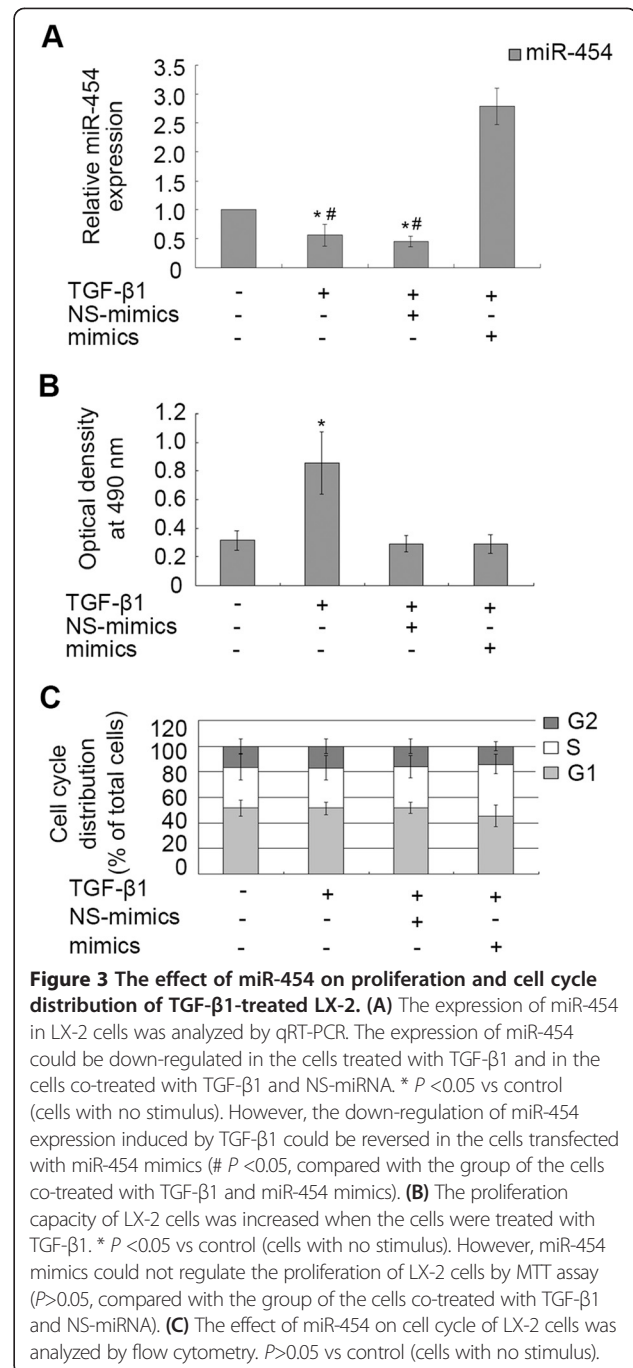 A
miR-454
Relative miR-454
expression
3.5
3.0
2.5
2.0
1.5
1.0
0.5
0
*#
*#
TGF-β1 - + + +
NS-mimics - - + -
mimics - - - +
B
Optical denssity
at 490 nm
1.2
1.0
0.8
0.6
0.4
0.2
0
*
TGF-β1 - + + +
NS-mimics - - + -
mimics - - - +
C
Cell cycle
distribution
(% of total cells)
120
100
80
60
40
20
0
G2
S
G1
TGF-β1 - + + +
NS-mimics - - + -
mimics - - - +
Figure 3 The effect of miR-454 on proliferation and cell cycle
distribution of TGF-β1-treated LX-2. (A) The expression of miR-454
in LX-2 cells was analyzed by qRT-PCR. The expression of miR-454
could be down-regulated in the cells treated with TGF-β1 and in the
cells co-treated with TGF-β1 and NS-miRNA. * P <0.05 vs control
(cells with no stimulus). However, the down-regulation of miR-454
expression induced by TGF-β1 could be reversed in the cells transfected
with miR-454 mimics (# P <0.05, compared with the group of the cells
co-treated with TGF-β1 and miR-454 mimics). (B) The proliferation
capacity of LX-2 cells was increased when the cells were treated with
TGF-β1. * P <0.05 vs control (cells with no stimulus). However, miR-454
mimics could not regulate the proliferation of LX-2 cells by MTT assay
(P>0.05, compared with the group of the cells co-treated with TGF-β1
and NS-miRNA). (C) The effect of miR-454 on cell cycle of LX-2 cells was
analyzed by flow cytometry. P>0.05 vs control (cells with no stimulus).